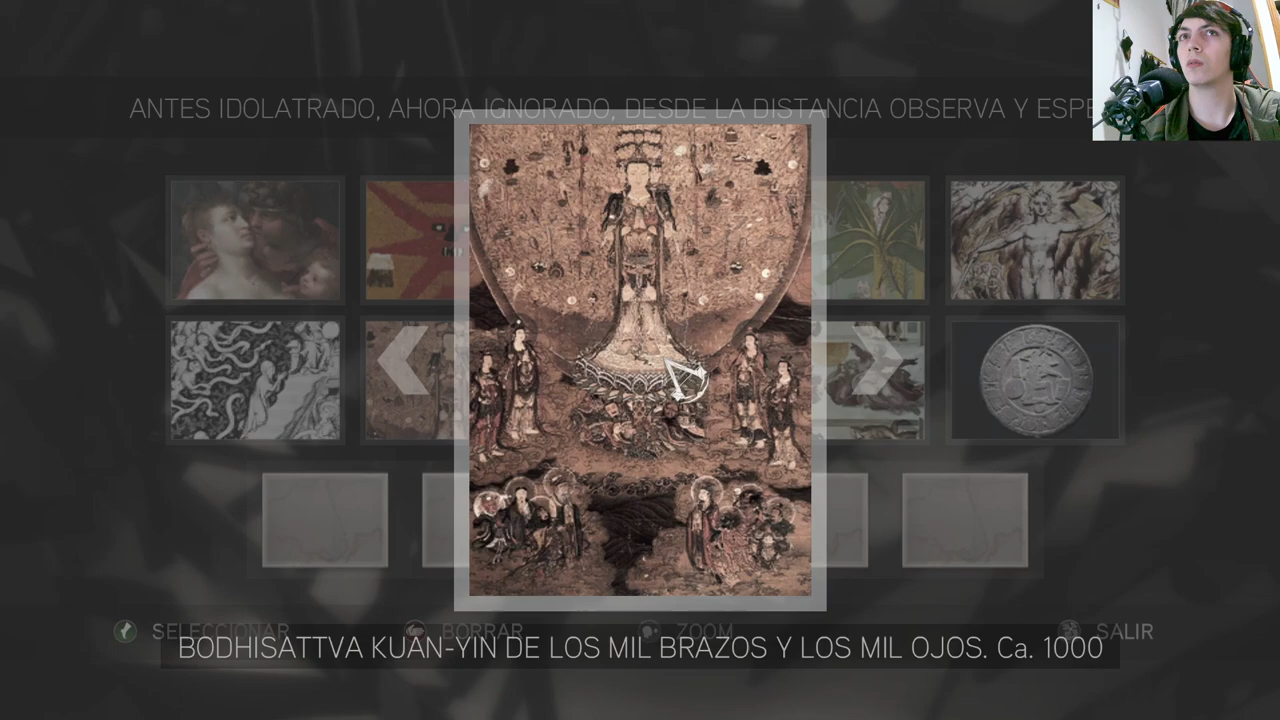 ANTES IDOLATRADO, AHORA IGNORADO, DESDE LA DISTANCIA OBSERVA Y ESPE
SELECCIONAR BORRAR ZOOM SALIR
BODHISATTVA KUAN-YIN DE LOS MIL BRAZOS Y LOS MIL OJOS. Ca. 1000